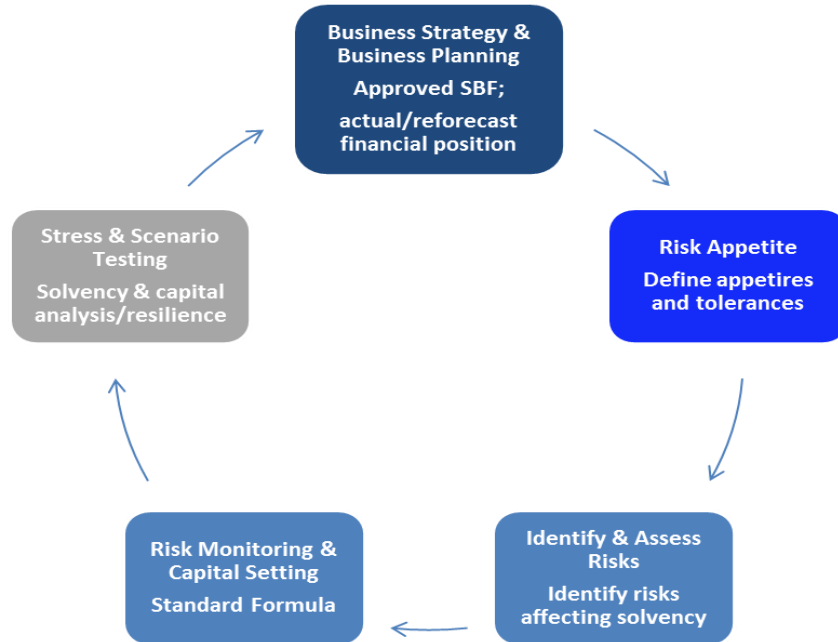 Business Strategy &
Business Planning
Approved SBF;
actual/reforecast
financial position
Risk Appetite
Define appetires
and tolerances
Identify & Assess
Risks
Identify risks
affecting solvency
Risk Monitoring &
Capital Setting
Standard Formula
Stress & Scenario
Testing
Solvency & capital
analysis/resilience